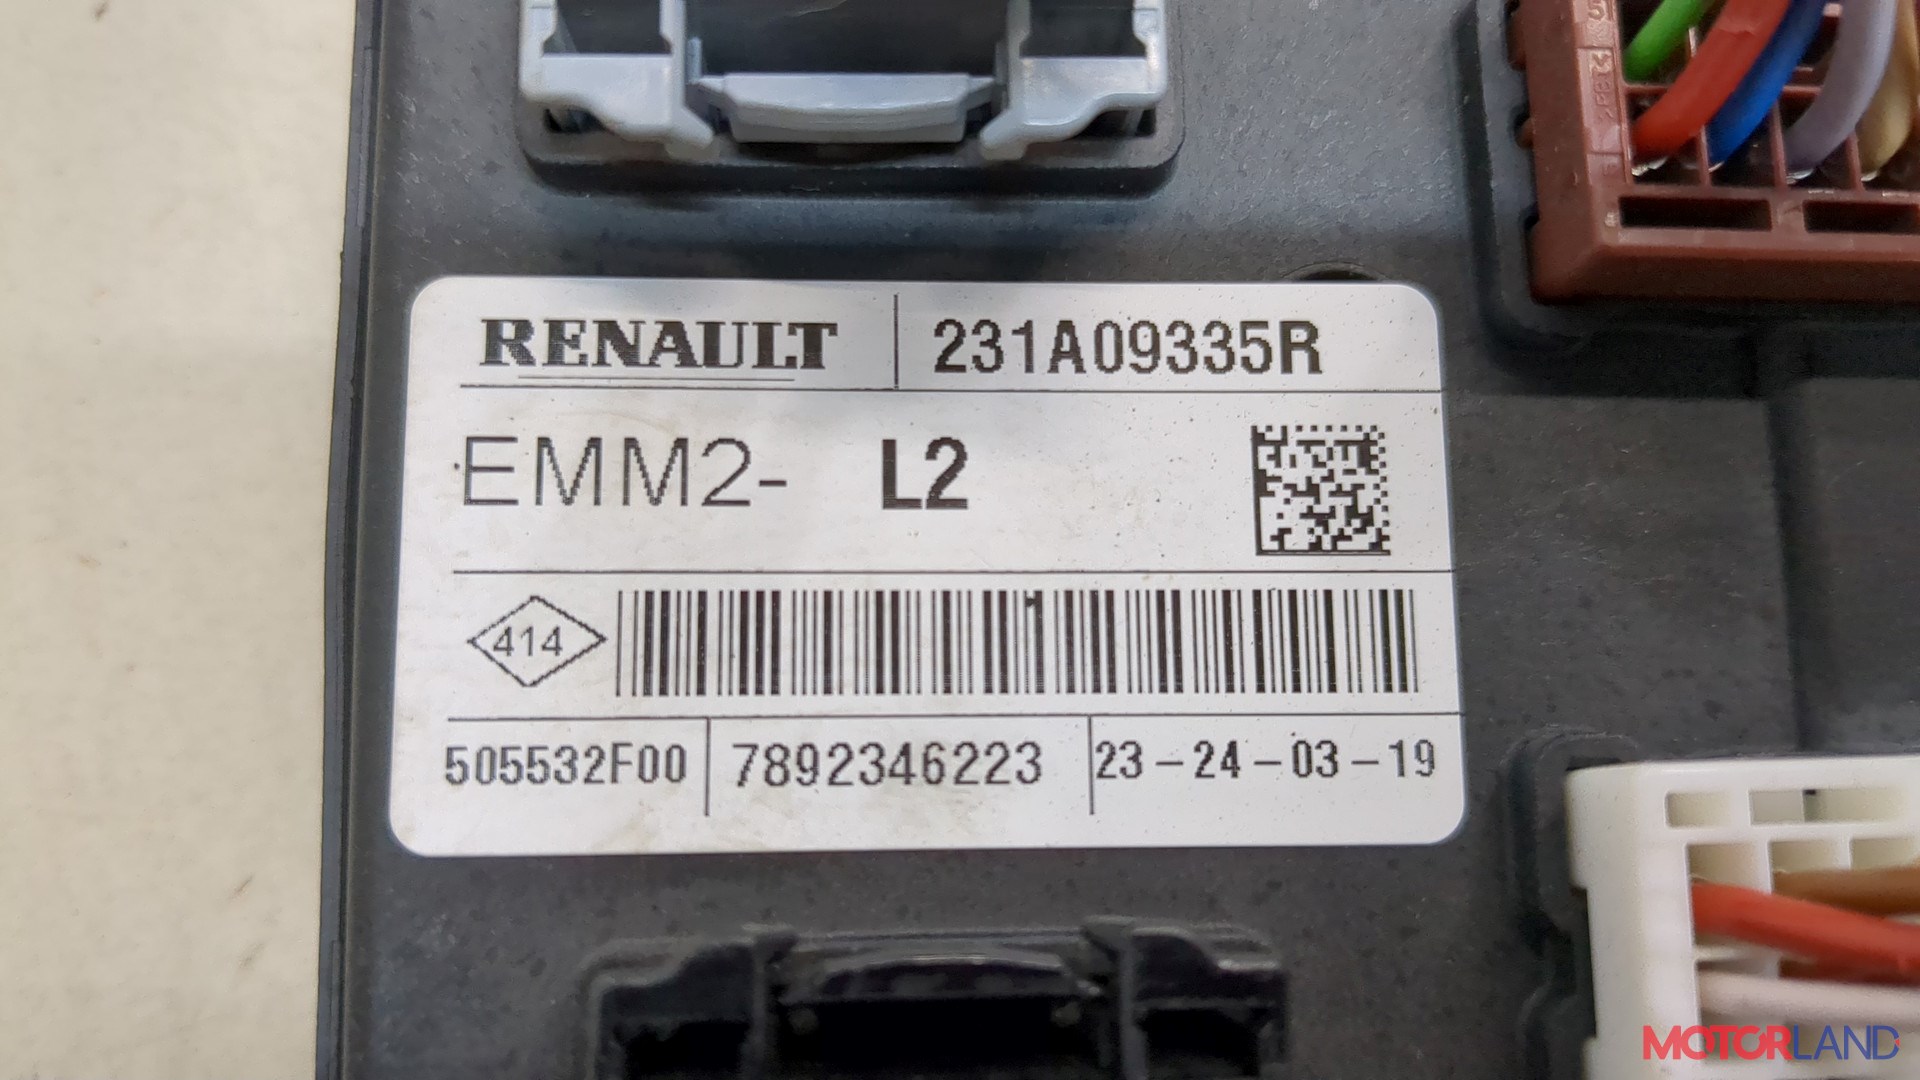 RENAULT 231A09335R
EMM2- L2
414
505532F00 7892346223 23-24-03-19
MOTORLAND